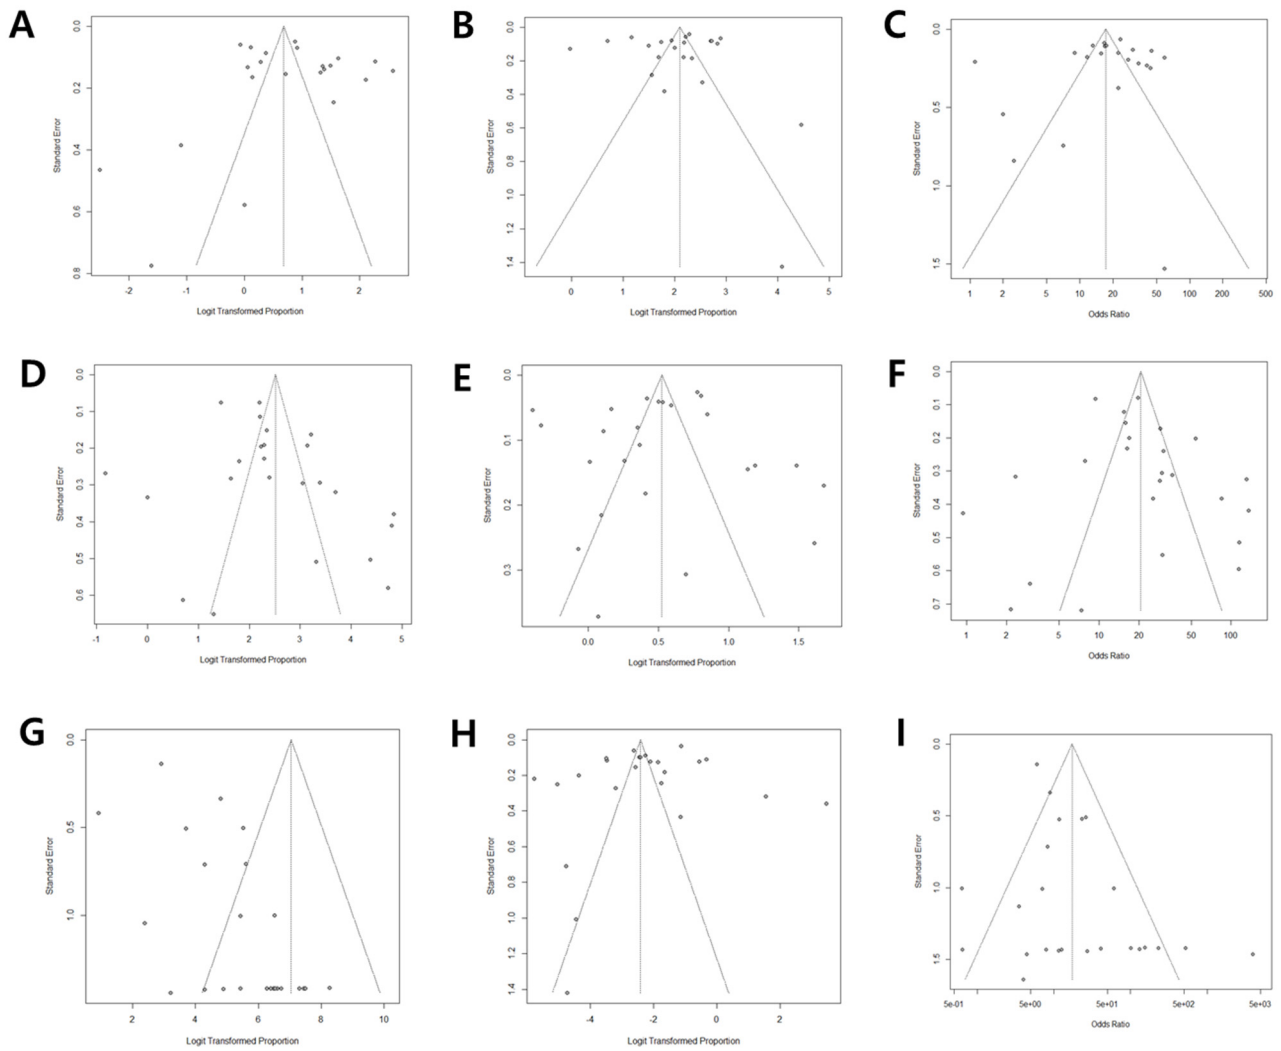 A
Standard Error
0.0
0.2
0.4
0.6
0.8
-2 -1 0 1 2
Logit Transformed Proportion
B
Standard Error
0.0
0.2
0.4
0.6
0.8
1.0
1.2
1.4
0 1 2 3 4 5
Logit Transformed Proportion
C
Standard Error
0.0
0.5
1.0
1.5
1 2 5 10 20 50 100 200 500
Odds Ratio
D
Standard Error
0.0
0.1
0.2
0.3
0.4
0.5
0.6
-1 0 1 2 3 4 5
Logit Transformed Proportion
E
Standard Error
0.0
0.1
0.2
0.3
0.0 0.5 1.0 1.5
Logit Transformed Proportion
F
Standard Error
0.0
0.1
0.2
0.3
0.4
0.5
0.6
0.7
1 2 5 10 20 50 100
Odds Ratio
G
Standard Error
0.0
0.5
1.0
2 4 6 8 10
Logit Transformed Proportion
H
Standard Error
0.0
0.2
0.4
0.6
0.8
1.0
1.2
1.4
-4 -2 0 2
Logit Transformed Proportion
I
Standard Error
0.0
0.5
1.0
1.5
5e-01 5e+00 5e+01 5e+02 5e+03
Odds Ratio